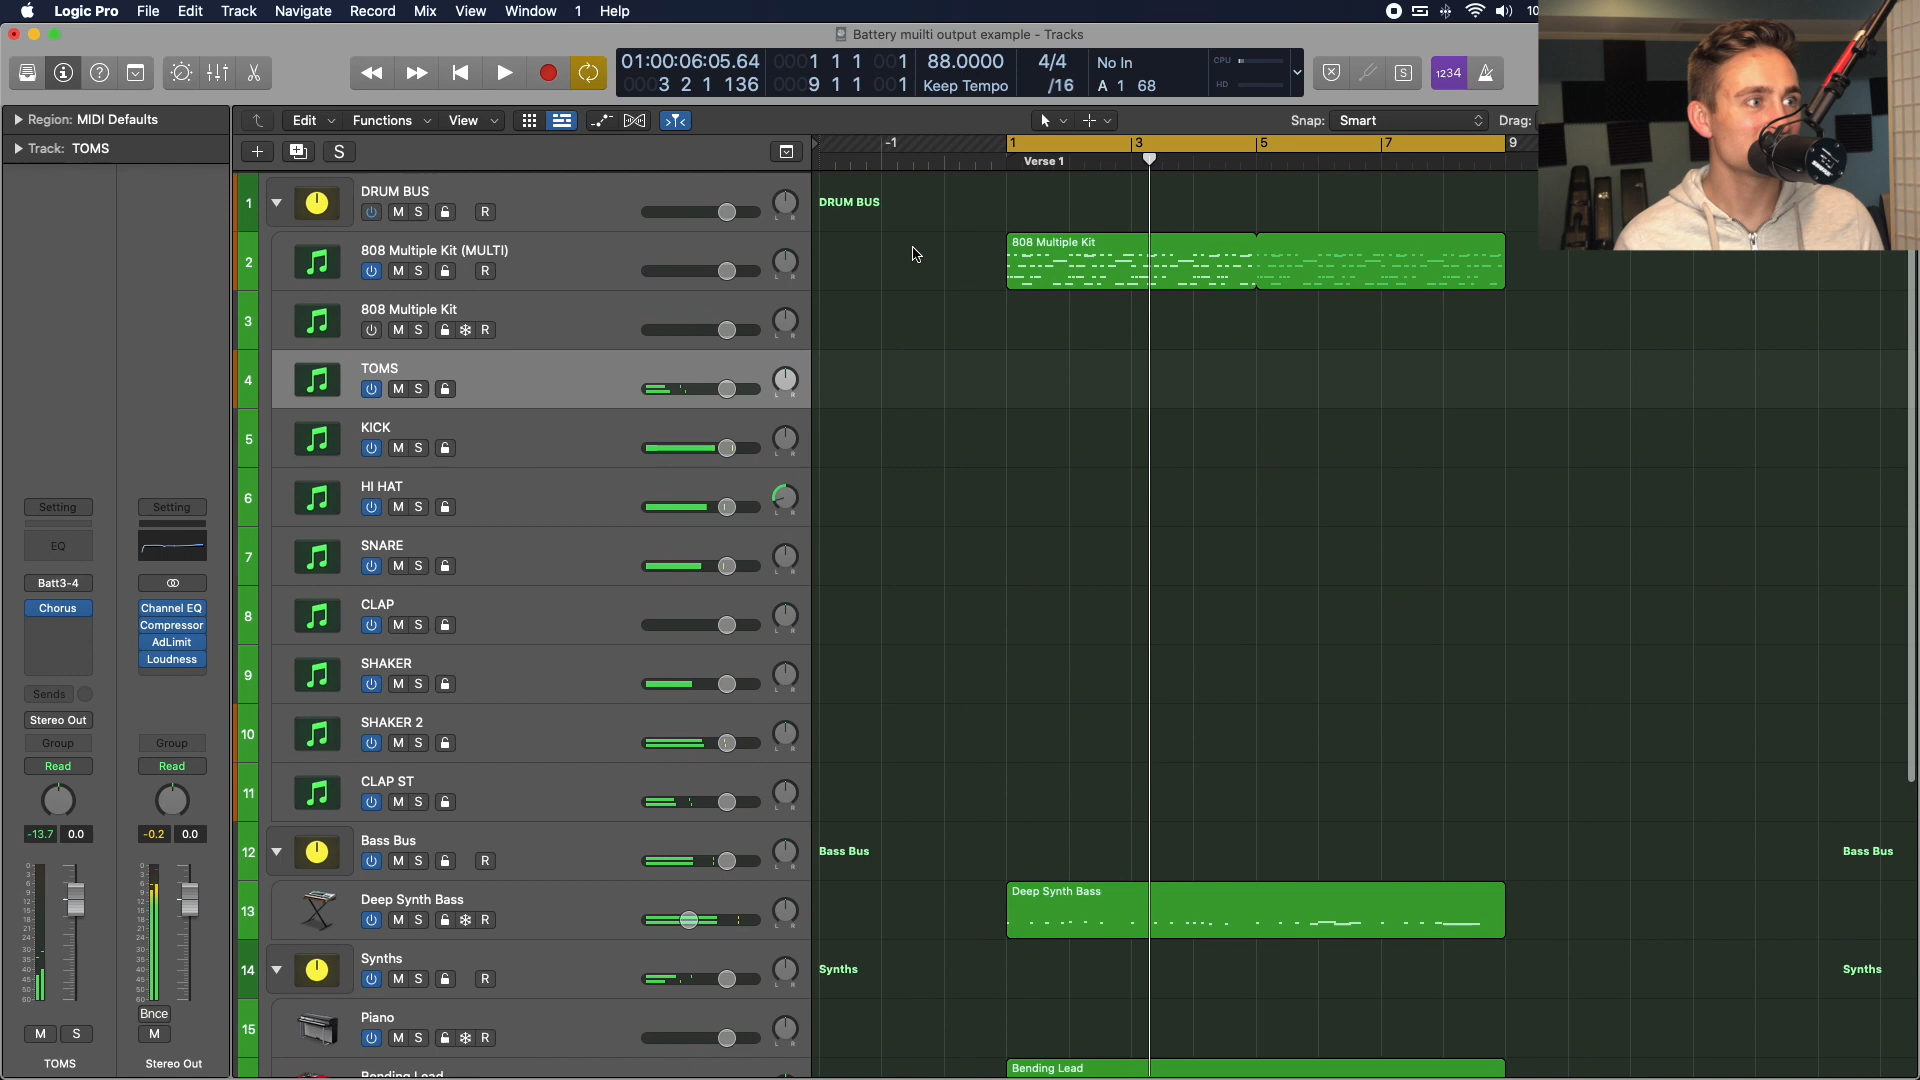 Logic Pro File Edit Track Navigate Record Mix View Window 1 Help
Battery muilti output example - Tracks
01:00:06:05.64 0001 1 1 001 88.0000 4/4 No In CPU
0003 2 1 136 0009 1 1 001 Keep Tempo /16 A 1 68 HD
1234
Region: MIDI Defaults
Edit Functions View
Snap: Smart Drag:
Track: TOMS
S
-1 1 3 5 7 9
Verse 1
1 DRUM BUS
M S R
DRUM BUS
2 808 Multiple Kit (MULTI)
M S R
808 Multiple Kit
3 808 Multiple Kit
M S R
4 TOMS
M S
5 KICK
M S
6 HI HAT
M S
7 SNARE
M S
8 CLAP
M S
9 SHAKER
M S
10 SHAKER 2
M S
11 CLAP ST
M S
12 Bass Bus
M S R
Bass Bus Bass Bus
13 Deep Synth Bass
M S R
Deep Synth Bass
14 Synths
M S R
Synths Synths
15 Piano
M S R
Bending Lead
Bending Lead
Setting Setting
EQ
Batt3-4
Chorus Channel EQ
Compressor
AdLimit
Loudness
Sends
Stereo Out
Group Group
Read Read
-13.7 0.0 -0.2 0.0
Bnce
M S M
TOMS Stereo Out